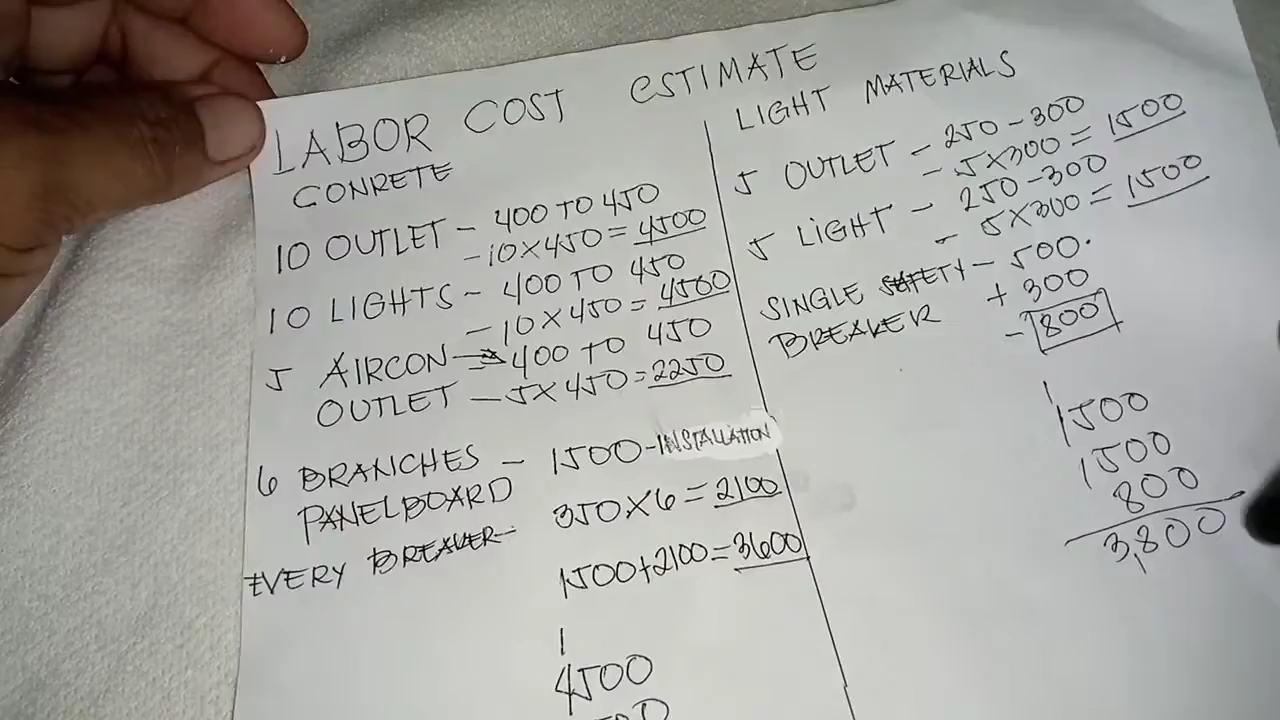 LABOR COST ESTIMATE
CONRETE
10 OUTLET - 400 TO 450
- 10 X 450 = 4500
10 LIGHTS - 400 TO 450
- 10 X 450 = 4500
5 AIRCON - 400 TO 450
OUTLET - 5 X 450 = 2250
6 BRANCHES - 1500 - INSTALLATION
PANELBOARD 350 X 6 = 2100
EVERY BREAKER -
1500 + 2100 = 3600
1
4500
LIGHT MATERIALS
5 OUTLET - 250 - 300
- 5 X 300 = 1500
5 LIGHT - 250 - 300
- 5 X 300 = 1500
SINGLE SAFETY - 500.
BREAKER + 300
- 800
1
1500
1500
800
3,800